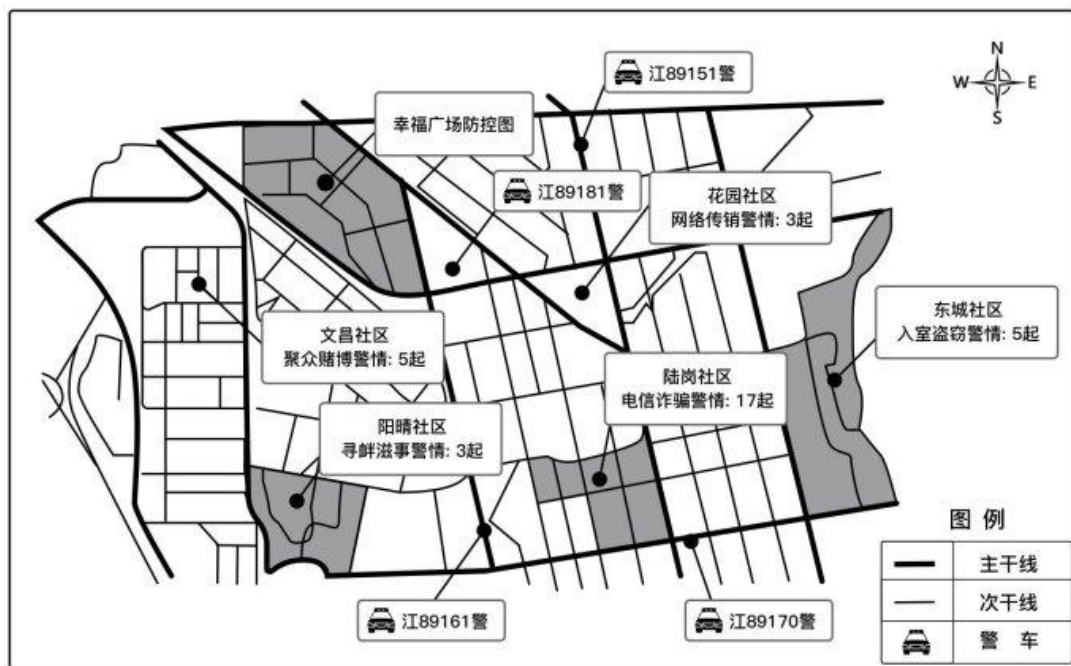 N
W E
S
江89151警
幸福广场防控图
江89181警
花园社区
网络传销警情: 3起
东城社区
入室盗窃警情: 5起
文昌社区
聚众赌博警情: 5起
陆岗社区
电信诈骗警情: 17起
阳晴社区
寻衅滋事警情: 3起
江89161警
江89170警
图 例
主干线
次干线
警 车